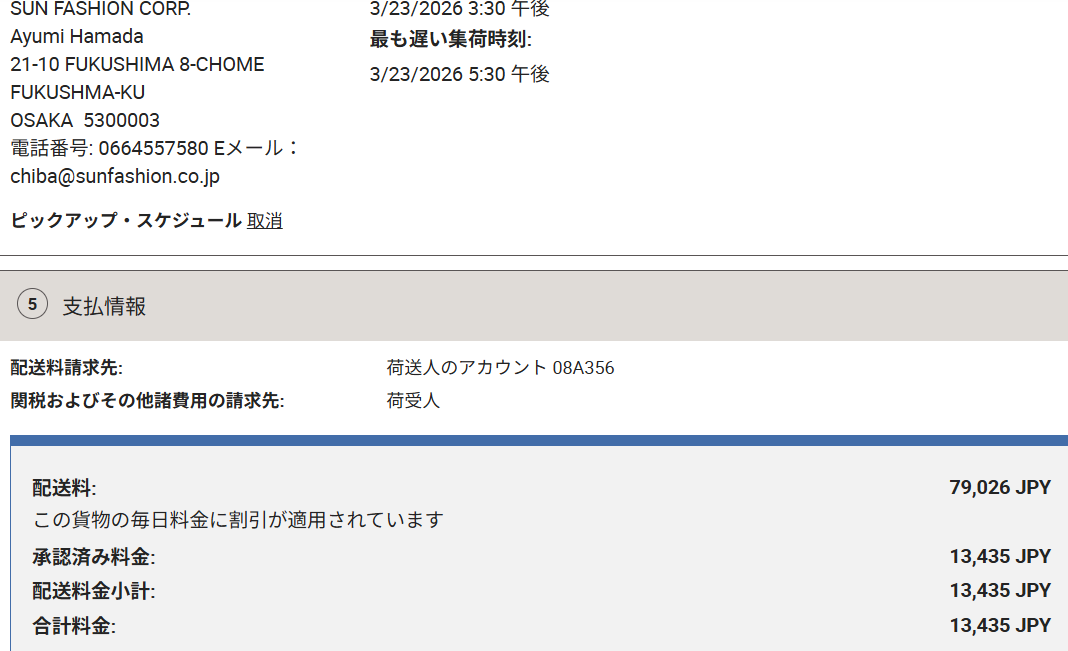 SUN FASHION CORP.
Ayumi Hamada
21-10 FUKUSHIMA 8-CHOME
FUKUSHMA-KU
OSAKA 5300003
電話番号: 0664557580 Eメール：
chiba@sunfashion.co.jp
ピックアップ・スケジュール 取消
3/23/2026 3:30 午後
最も遅い集荷時刻:
3/23/2026 5:30 午後
5 支払情報
配送料請求先: 荷送人のアカウント 08A356
関税およびその他諸費用の請求先: 荷受人
配送料: 79,026 JPY
この貨物の毎日料金に割引が適用されています
承認済み料金: 13,435 JPY
配送料金小計: 13,435 JPY
合計料金: 13,435 JPY